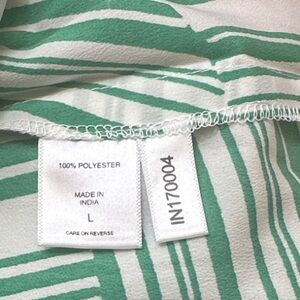 100% POLYESTER
MADE IN
INDIA
L
CARE ON REVERSE
IN170004